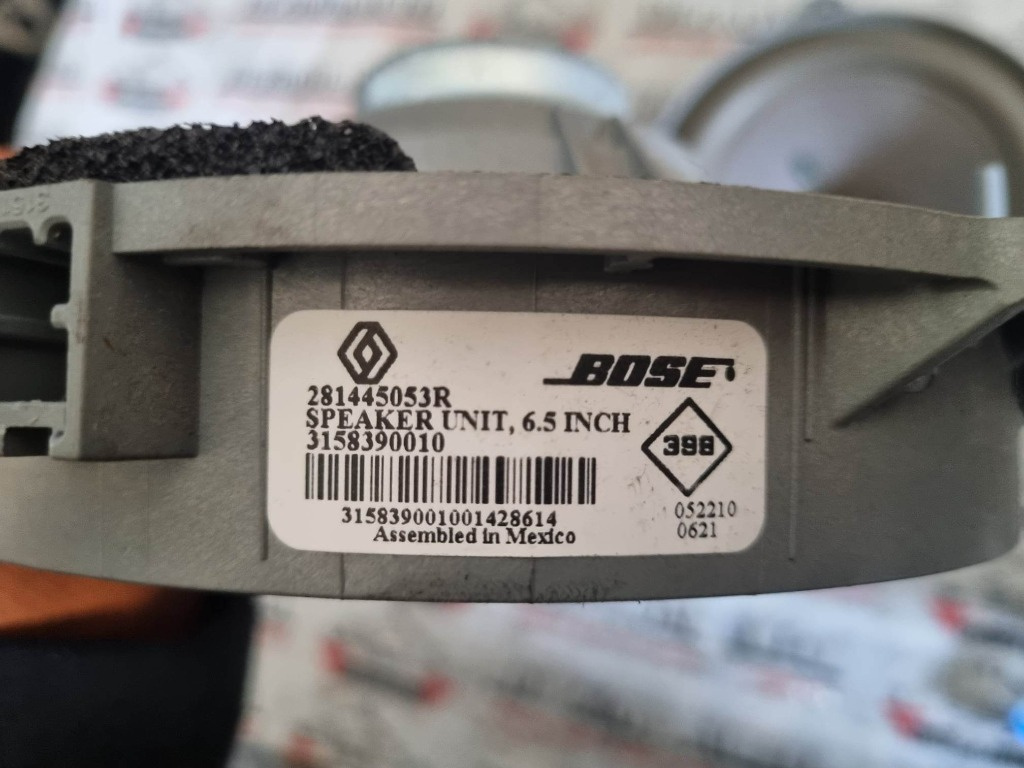 281445053R
BOSE
SPEAKER UNIT, 6.5 INCH
3158390010
398
315839001001428614
052210
Assembled in Mexico
0621